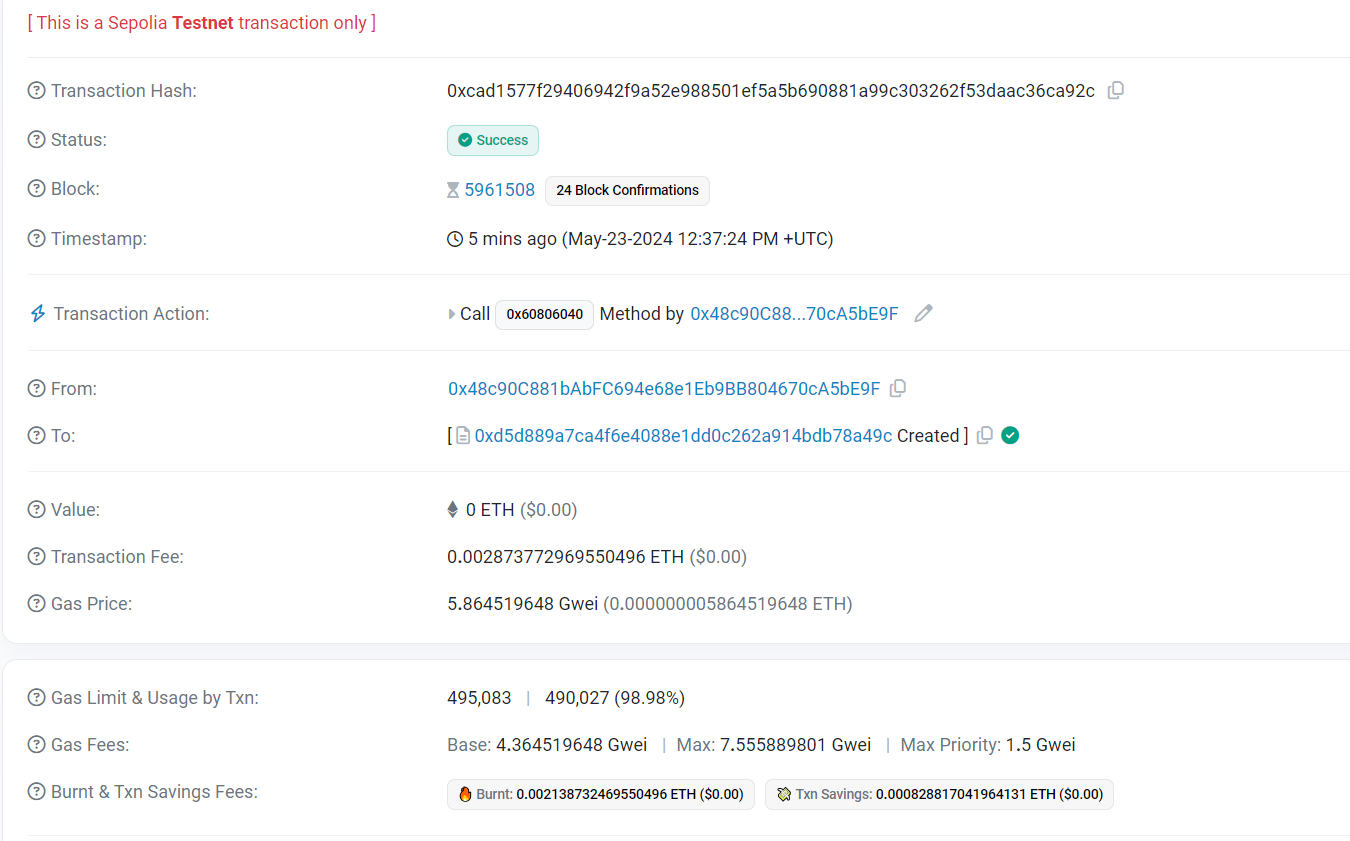 [ This is a Sepolia Testnet transaction only ]
Transaction Hash: 0xcad1577f29406942f9a52e988501ef5a5b690881a99c303262f53daac36ca92c
Status: Success
Block: 5961508 24 Block Confirmations
Timestamp: 5 mins ago (May-23-2024 12:37:24 PM +UTC)
Transaction Action: Call 0x60806040 Method by 0x48c90C88...70cA5bE9F
From: 0x48c90C881bAbFC694e68e1Eb9BB804670cA5bE9F
To: [ 0xd5d889a7ca4f6e4088e1dd0c262a914bdb78a49c Created ]
Value: 0 ETH ($0.00)
Transaction Fee: 0.002873772969550496 ETH ($0.00)
Gas Price: 5.864519648 Gwei (0.000000005864519648 ETH)
Gas Limit & Usage by Txn: 495,083 | 490,027 (98.98%)
Gas Fees: Base: 4.364519648 Gwei | Max: 7.555889801 Gwei | Max Priority: 1.5 Gwei
Burnt & Txn Savings Fees: Burnt: 0.002138732469550496 ETH ($0.00) Txn Savings: 0.000828817041964131 ETH ($0.00)